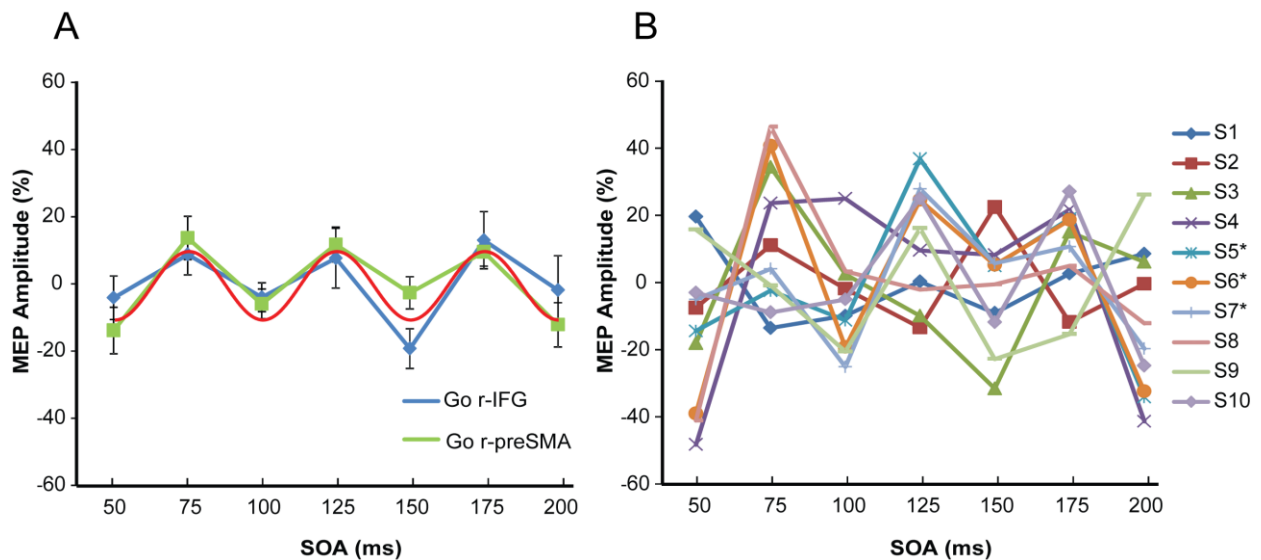 A
B
MEP Amplitude (%)
60
40
20
0
-20
-40
-60
50 75 100 125 150 175 200
SOA (ms)
Go r-IFG
Go r-preSMA
MEP Amplitude (%)
60
40
20
0
-20
-40
-60
50 75 100 125 150 175 200
SOA (ms)
S1
S2
S3
S4
S5*
S6*
S7*
S8
S9
S10